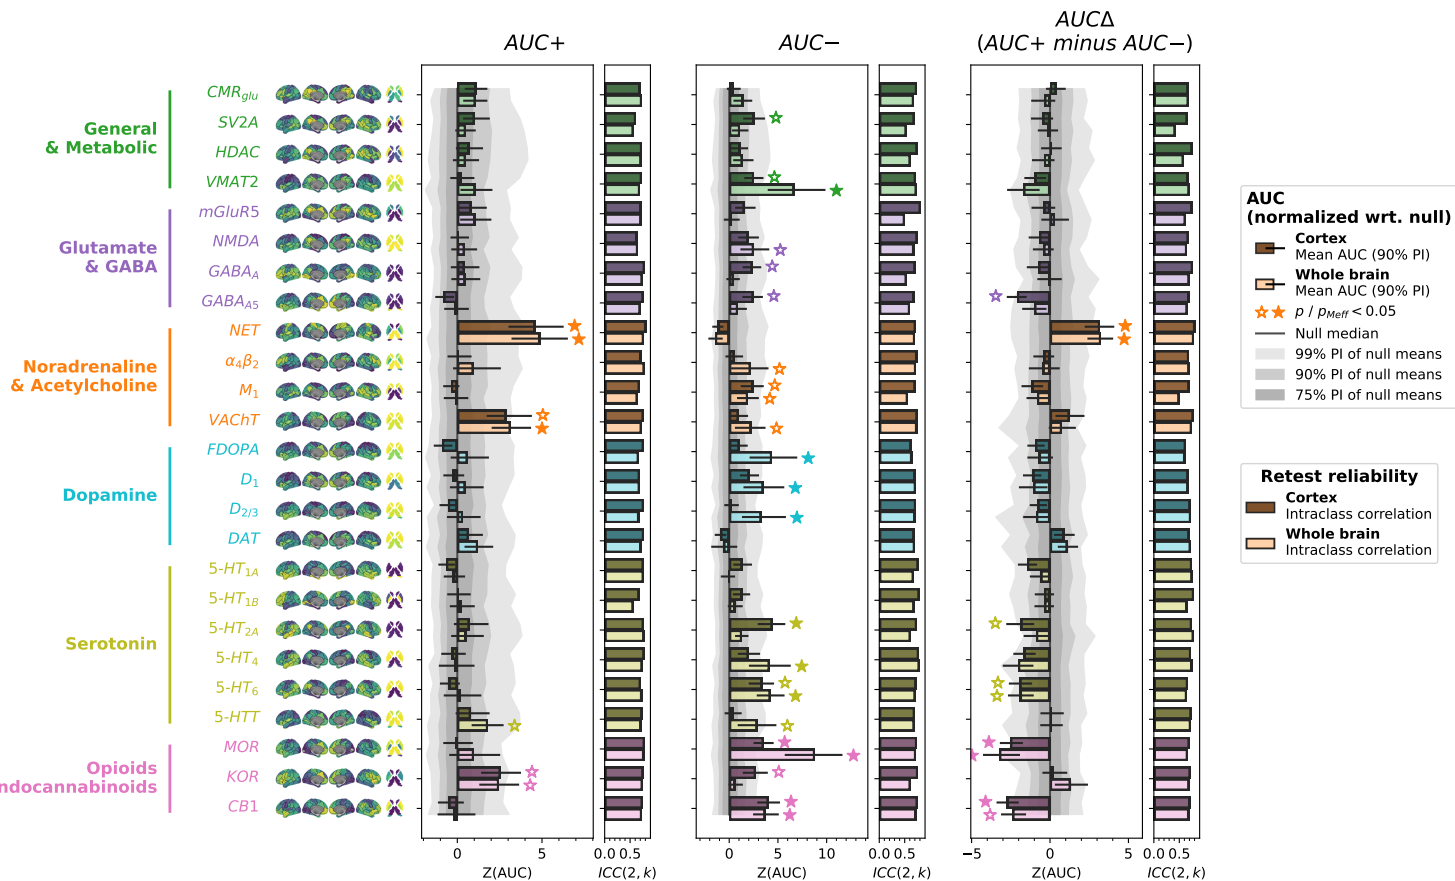 AUC+
AUC−
AUCΔ
(AUC+ minus AUC−)
General
& Metabolic
CMRglu
SV2A
HDAC
VMAT2
Glutamate
& GABA
mGluR5
NMDA
GABAA
GABAA5
Noradrenaline
& Acetylcholine
NET
α4β2
M1
VAChT
Dopamine
FDOPA
D1
D2/3
DAT
Serotonin
5-HT1A
5-HT1B
5-HT2A
5-HT4
5-HT6
5-HTT
Opioids
ndocannabinoids
MOR
KOR
CB1
0 5
Z(AUC)
0.0 0.5
ICC(2, k)
0 5 10
Z(AUC)
0.0 0.5
ICC(2, k)
−5 0 5
Z(AUC)
0.0 0.5
ICC(2, k)
AUC
(normalized wrt. null)
Cortex
Mean AUC (90% PI)
Whole brain
Mean AUC (90% PI)
p / pMeff < 0.05
Null median
99% PI of null means
90% PI of null means
75% PI of null means
Retest reliability
Cortex
Intraclass correlation
Whole brain
Intraclass correlation